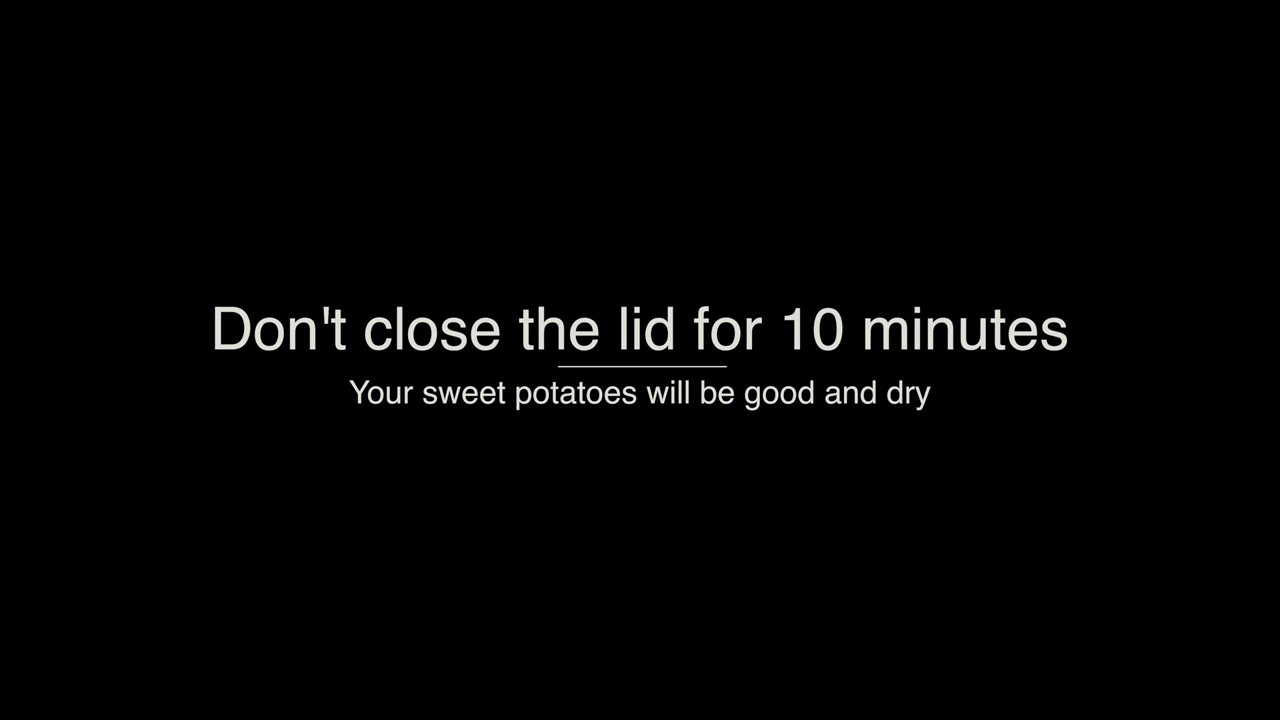 Don't close the lid for 10 minutes
Your sweet potatoes will be good and dry